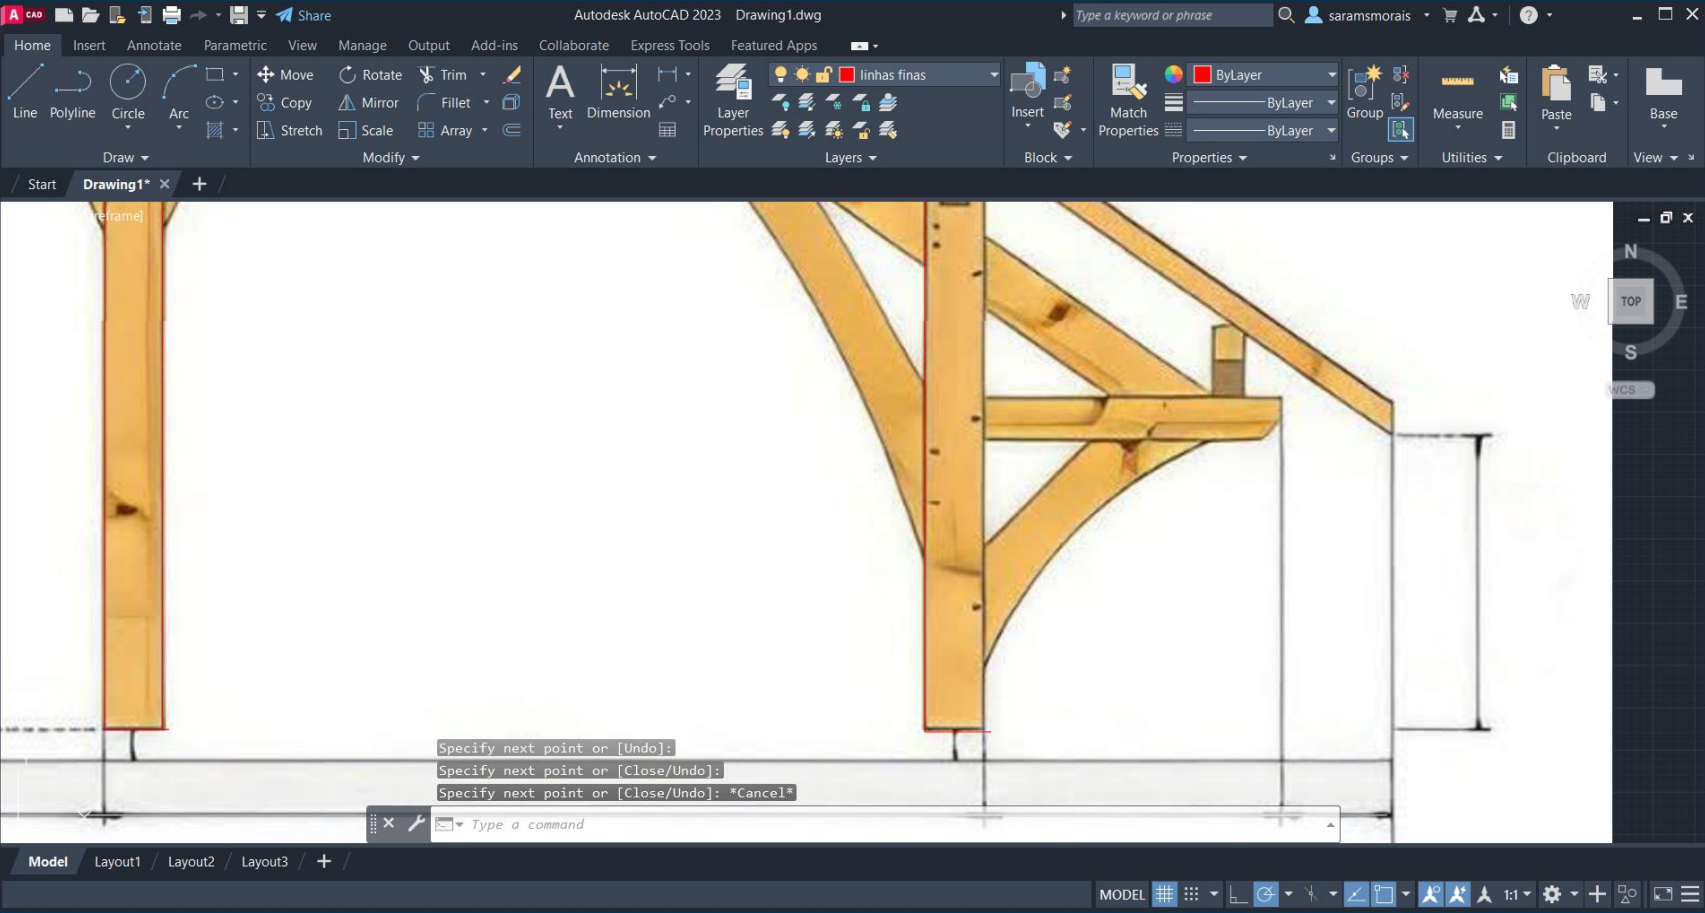 A CAD
Share
Autodesk AutoCAD 2023 Drawing1.dwg
Type a keyword or phrase
saramsmorais
Home Insert Annotate Parametric View Manage Output Add-ins Collaborate Express Tools Featured Apps
Line
Polyline
Circle
Arc
Draw
Move Rotate Trim
Copy Mirror Fillet
Stretch Scale Array
Modify
Text
Dimension
Annotation
Layer
Properties
linhas finas
Layers
Insert
Block
Match
Properties
ByLayer
ByLayer
ByLayer
Properties
Group
Groups
Measure
Utilities
Paste
Clipboard
Base
View
Start Drawing1*
reframe]
N
W TOP E
S
WCS
Specify next point or [Undo]:
Specify next point or [Close/Undo]:
Specify next point or [Close/Undo]: *Cancel*
Type a command
Model Layout1 Layout2 Layout3
MODEL 1:1